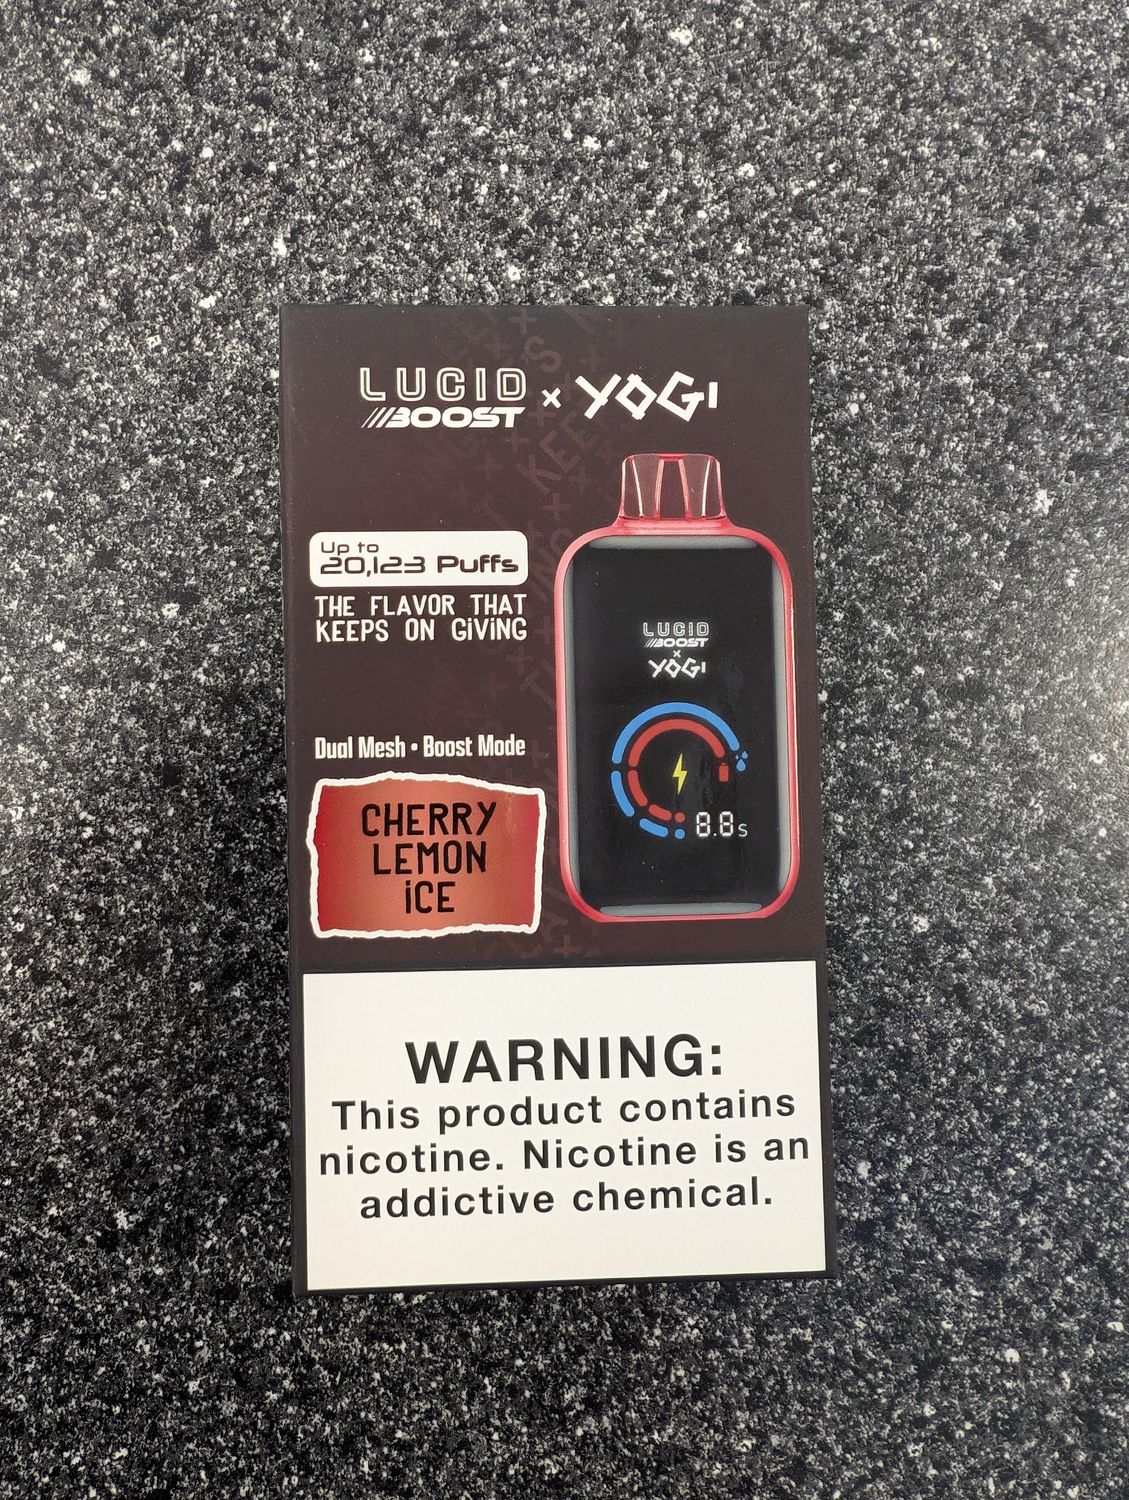 LUCID
BOOST
x YOGI
Up to
20,123 Puffs
THE FLAVOR THAT
KEEPS ON GiViNG
Dual Mesh • Boost Mode
CHERRY
LEMON
iCE
LUCID
BOOST
x
YOGI
8.8s
WARNING:
This product contains
nicotine. Nicotine is an
addictive chemical.